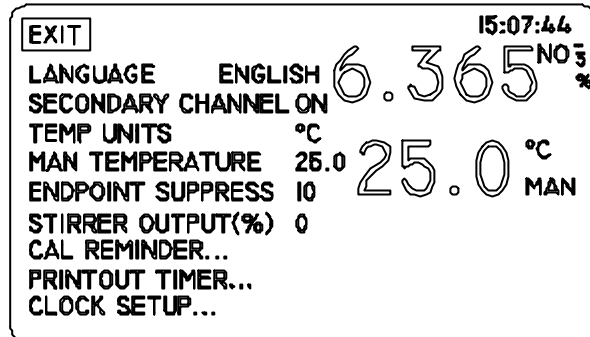 EXIT 15:07:44
6.365 NO₃⁻ %
LANGUAGE ENGLISH
SECONDARY CHANNEL ON
TEMP UNITS °C
MAN TEMPERATURE 25.0
25.0 °C MAN
ENDPOINT SUPPRESS 10
STIRRER OUTPUT(%) 0
CAL REMINDER...
PRINTOUT TIMER...
CLOCK SETUP...